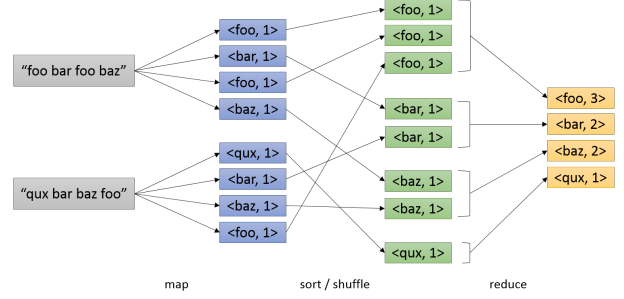 “foo bar foo baz”
“qux bar baz foo”
<foo, 1>
<bar, 1>
<foo, 1>
<baz, 1>
<qux, 1>
<bar, 1>
<baz, 1>
<foo, 1>
<foo, 1>
<foo, 1>
<foo, 1>
<bar, 1>
<bar, 1>
<baz, 1>
<baz, 1>
<qux, 1>
<foo, 3>
<bar, 2>
<baz, 2>
<qux, 1>
map
sort / shuffle
reduce